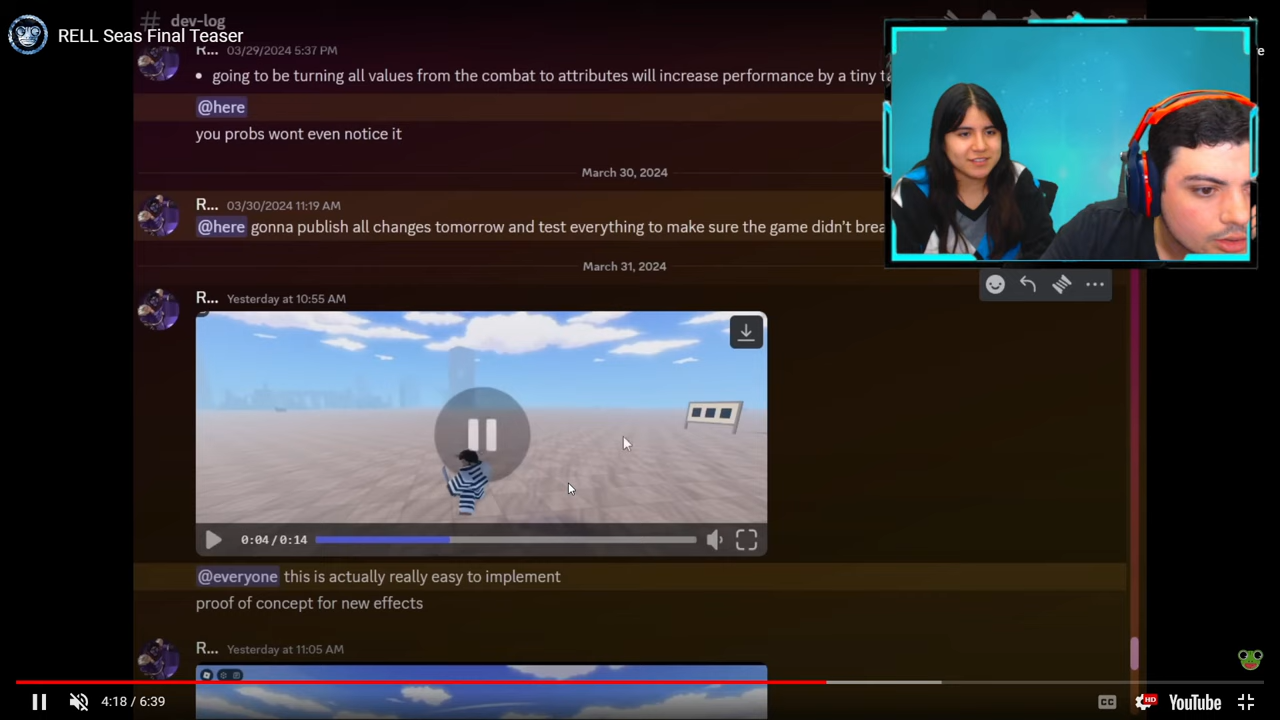 # dev-log
RELL Seas Final Teaser
R... 03/29/2024 5:37 PM
• going to be turning all values from the combat to attributes will increase performance by a tiny
@here
you probs wont even notice it
March 30, 2024
R... 03/30/2024 11:19 AM
@here gonna publish all changes tomorrow and test everything to make sure the game didn't
March 31, 2024
R... Yesterday at 10:55 AM
0:04 / 0:14
@everyone this is actually really easy to implement
proof of concept for new effects
R... Yesterday at 11:05 AM
4:18 / 6:39
CC
HD
YouTube